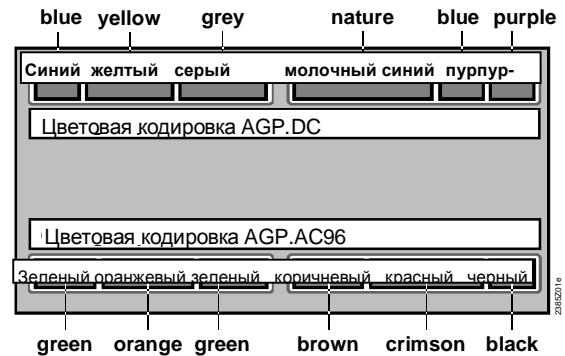 blue yellow grey nature blue purple
Синий желтый серый молочный синий пурпур-
Цветовая кодировка AGP.DC
Цветовая кодировка AGP.AC96
Зеленый оранжевый зеленый коричневый красный черный
green orange green brown crimson black
2385Z01e